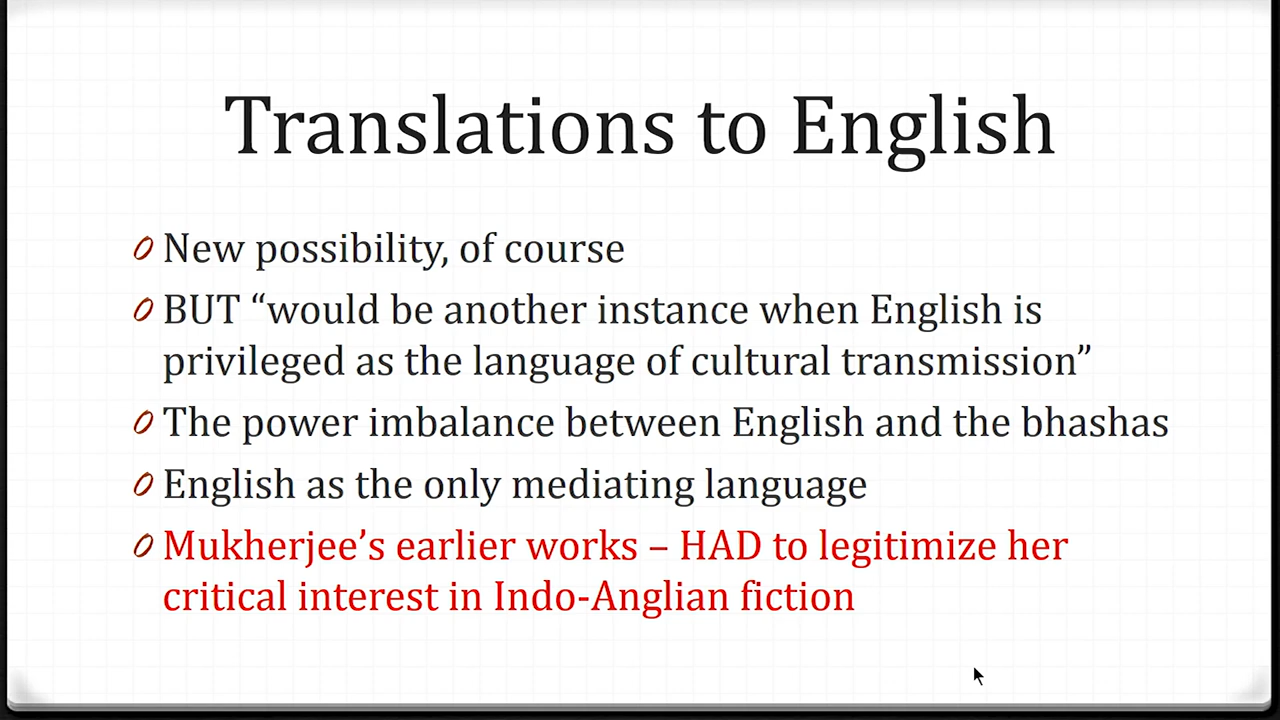 Translations to English
New possibility, of course
BUT “would be another instance when English is
privileged as the language of cultural transmission”
The power imbalance between English and the bhashas
English as the only mediating language
Mukherjee’s earlier works – HAD to legitimize her
critical interest in Indo-Anglian fiction